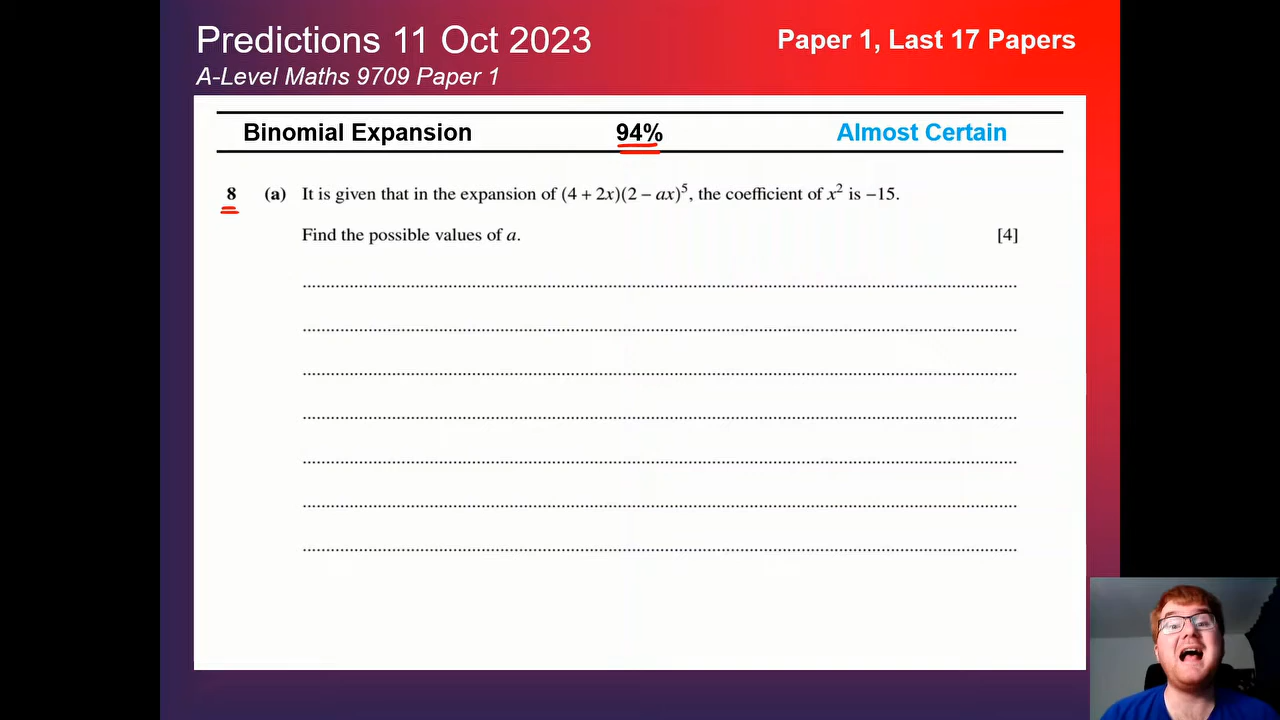 Predictions 11 Oct 2023
Paper 1, Last 17 Papers
A-Level Maths 9709 Paper 1
Binomial Expansion 94% Almost Certain
8 (a) It is given that in the expansion of (4 + 2x)(2 − ax)⁵, the coefficient of x² is −15.
Find the possible values of a. [4]